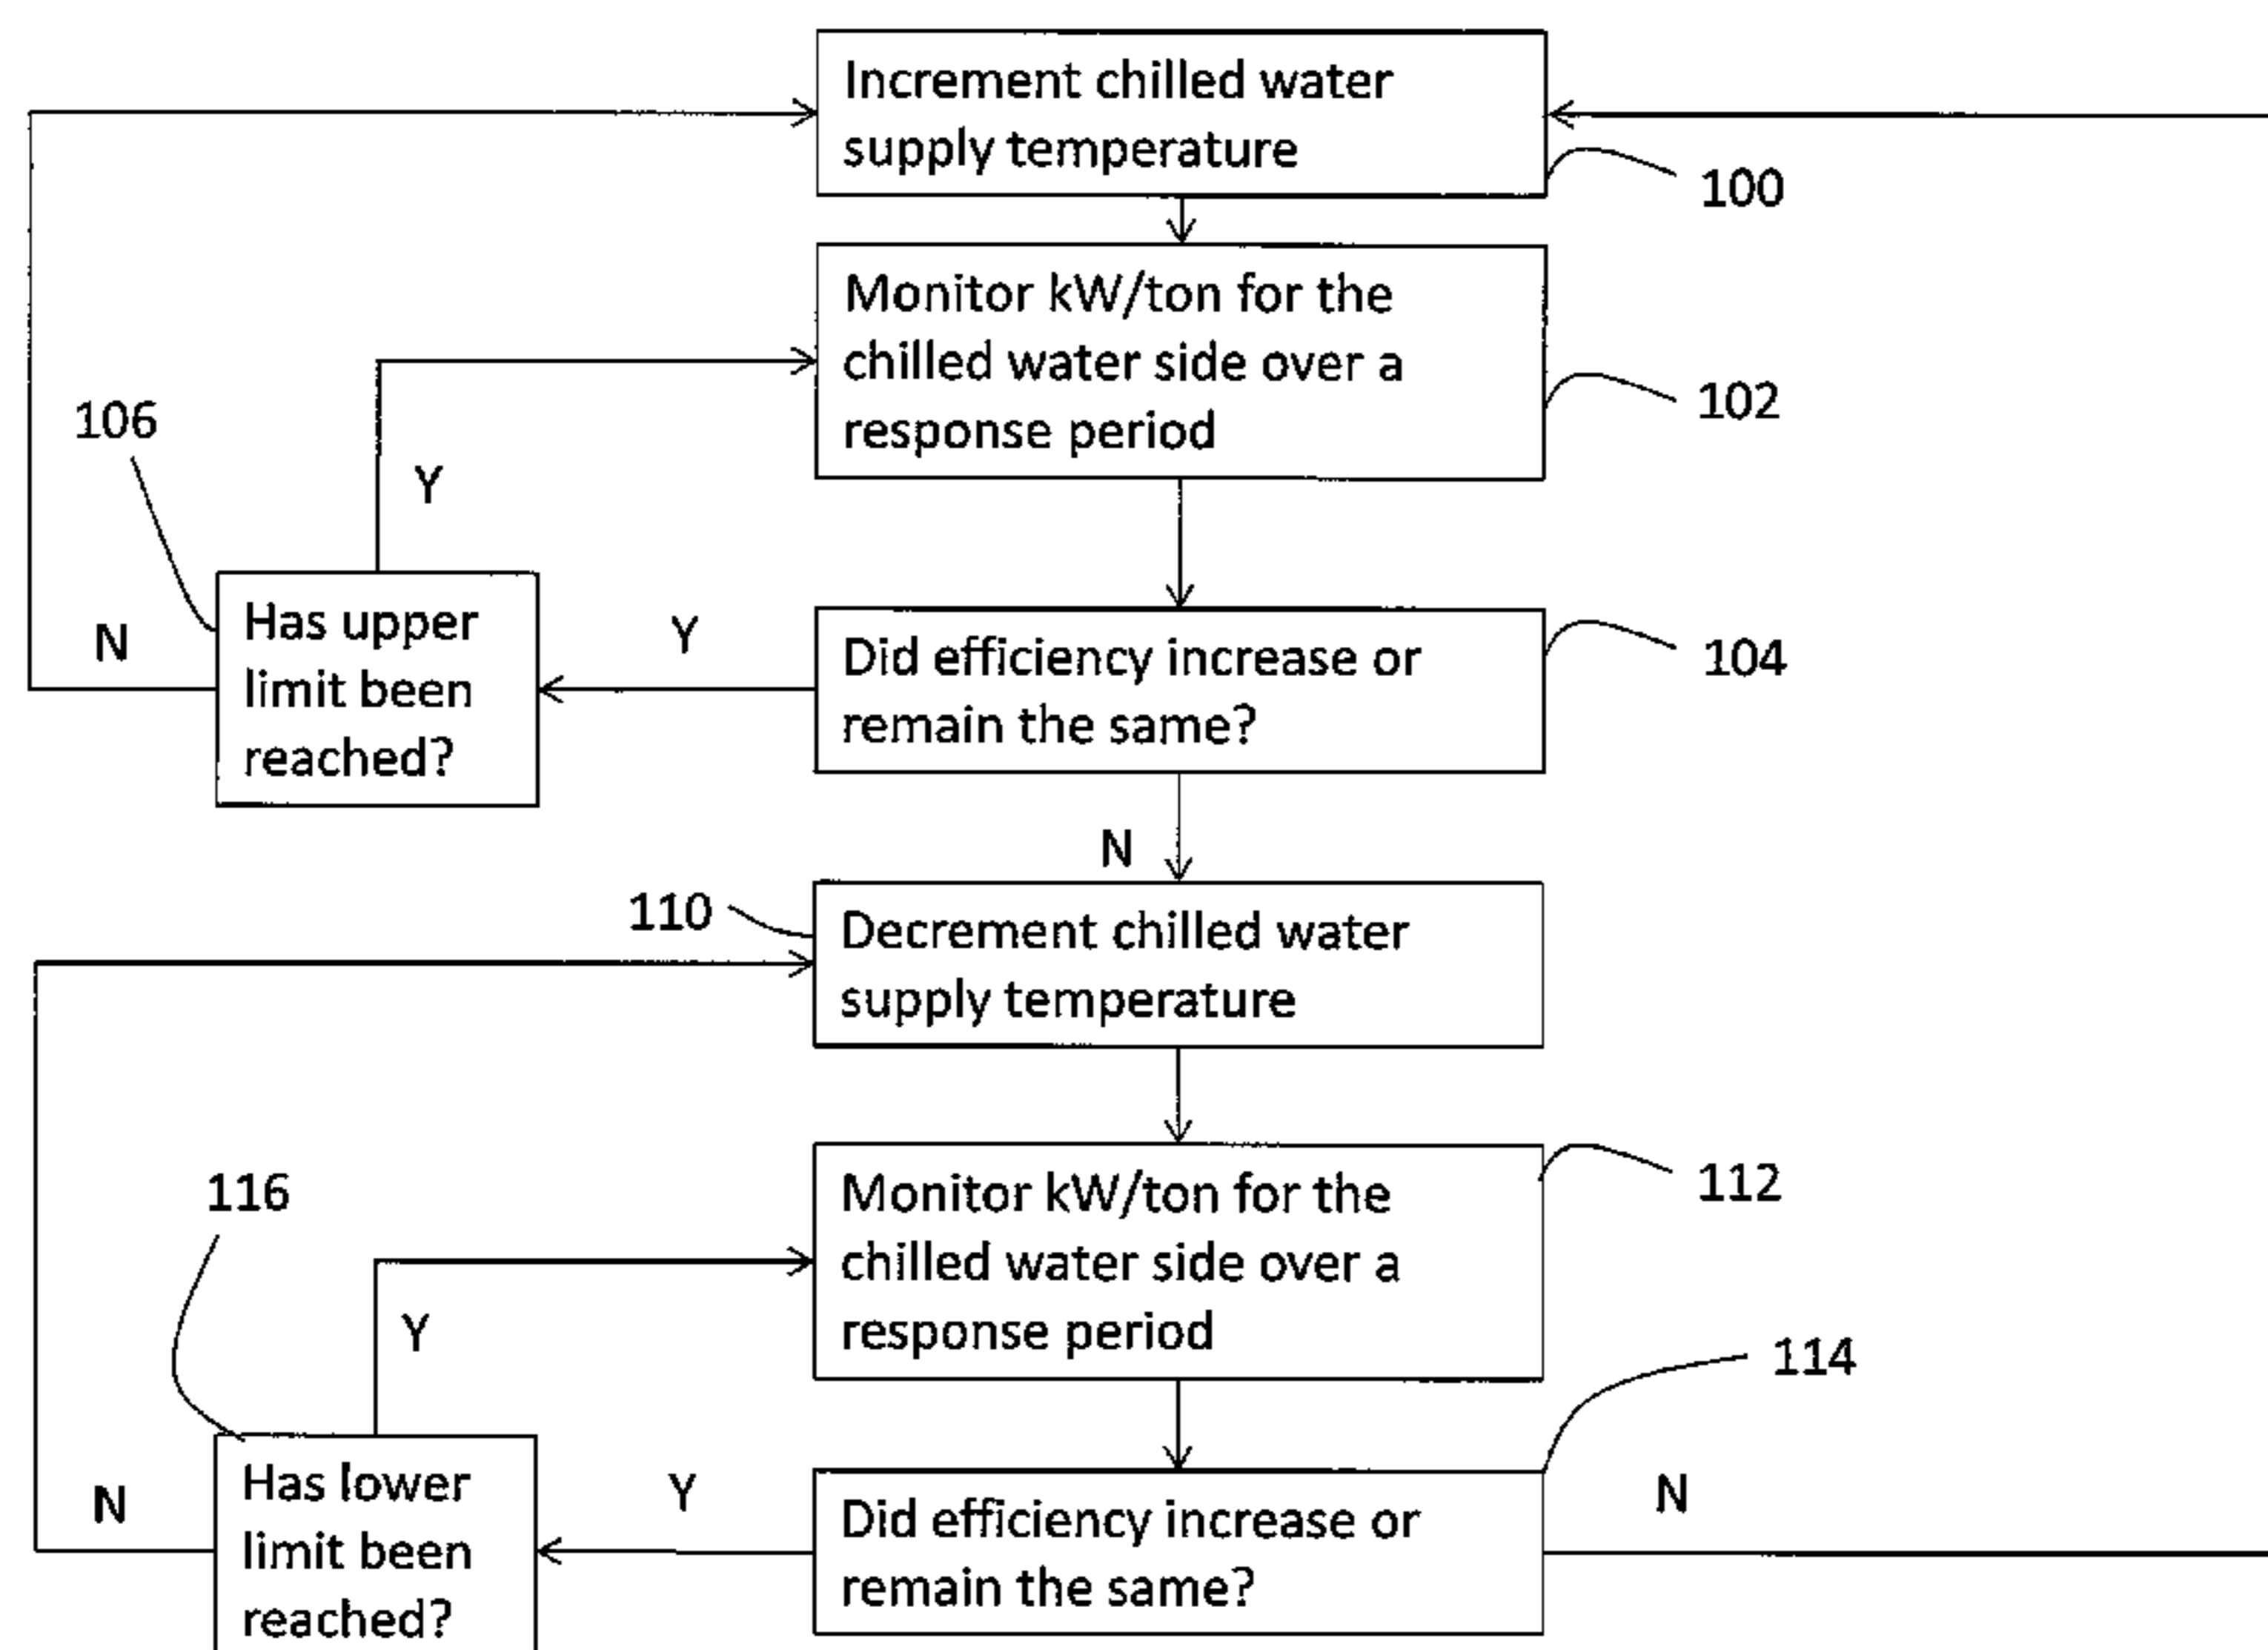 Increment chilled water
supply temperature
100
Monitor kW/ton for the
chilled water side over a
response period
102
106
Y
Has upper
limit been
reached?
N
Y
Did efficiency increase or
remain the same?
104
N
110
Decrement chilled water
supply temperature
Monitor kW/ton for the
chilled water side over a
response period
112
116
Y
114
Has lower
limit been
reached?
N
Y
Did efficiency increase or
remain the same?
N